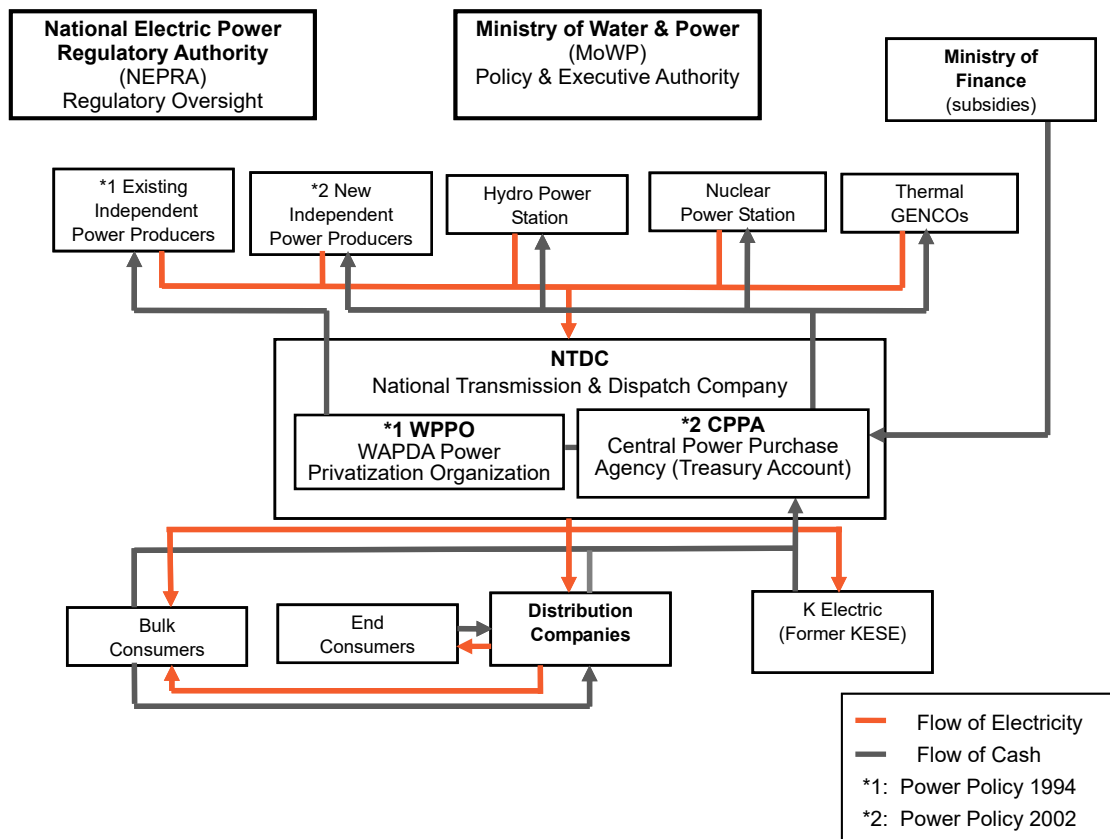 National Electric Power
Regulatory Authority
(NEPRA)
Regulatory Oversight
Ministry of Water & Power
(MoWP)
Policy & Executive Authority
Ministry of
Finance
(subsidies)
*1 Existing
Independent
Power Producers
*2 New
Independent
Power Producers
Hydro Power
Station
Nuclear
Power Station
Thermal
GENCOs
NTDC
National Transmission & Dispatch Company
*1 WPPO
WAPDA Power
Privatization Organization
*2 CPPA
Central Power Purchase
Agency (Treasury Account)
Bulk
Consumers
End
Consumers
Distribution
Companies
K Electric
(Former KESE)
Flow of Electricity
Flow of Cash
*1: Power Policy 1994
*2: Power Policy 2002